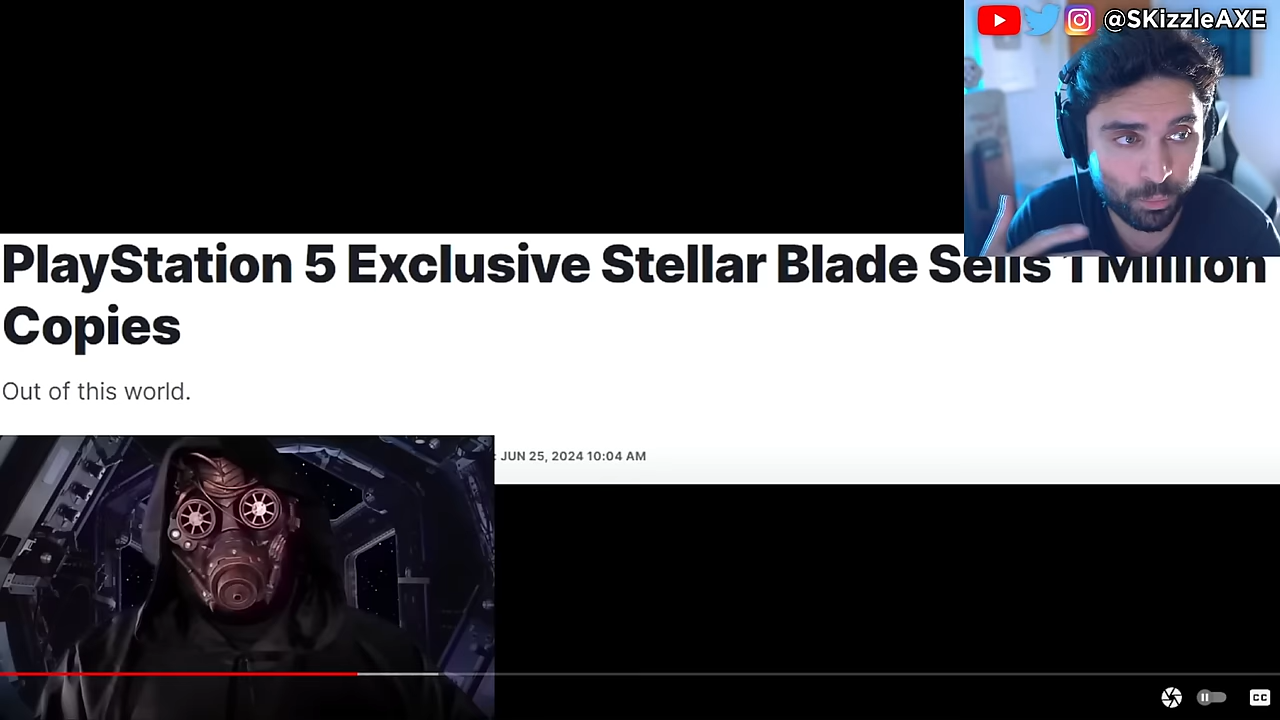 @SKizzleAXE
PlayStation 5 Exclusive Stellar Blade Sells 1 Million
Copies
Out of this world.
: JUN 25, 2024 10:04 AM
CC